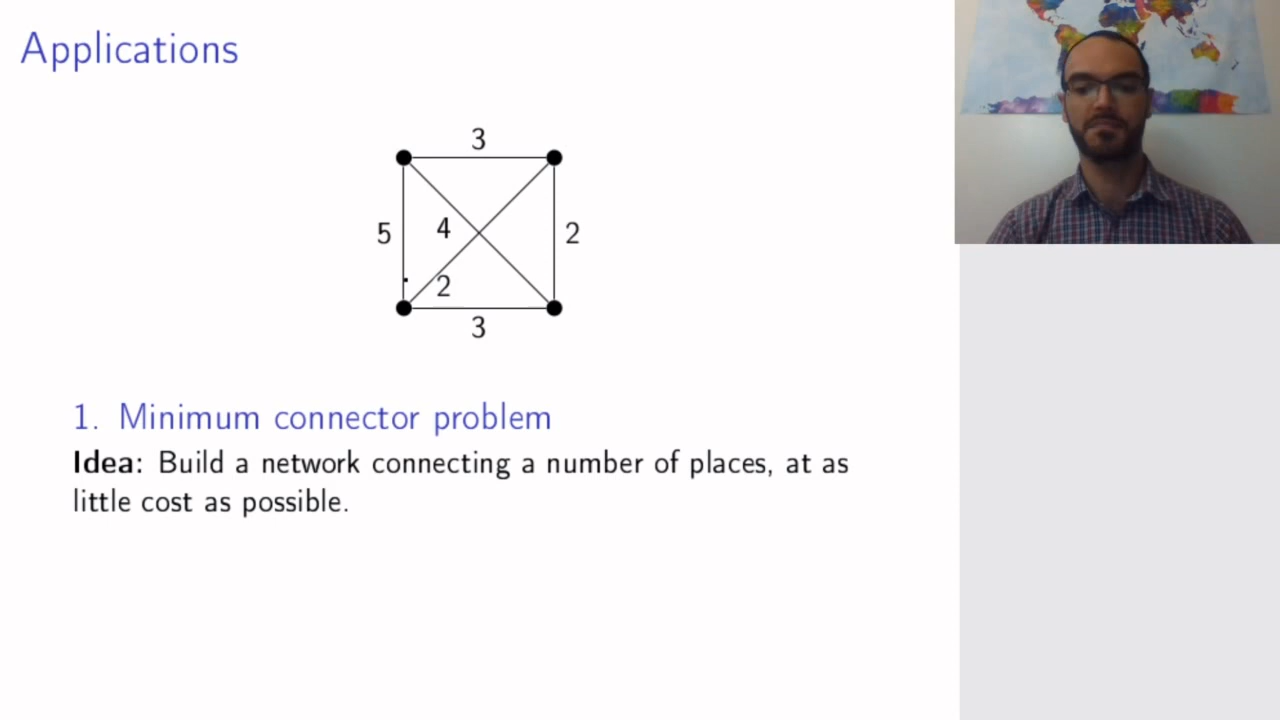 Applications
3
5
4
2
2
3
1. Minimum connector problem
Idea: Build a network connecting a number of places, at as
little cost as possible.